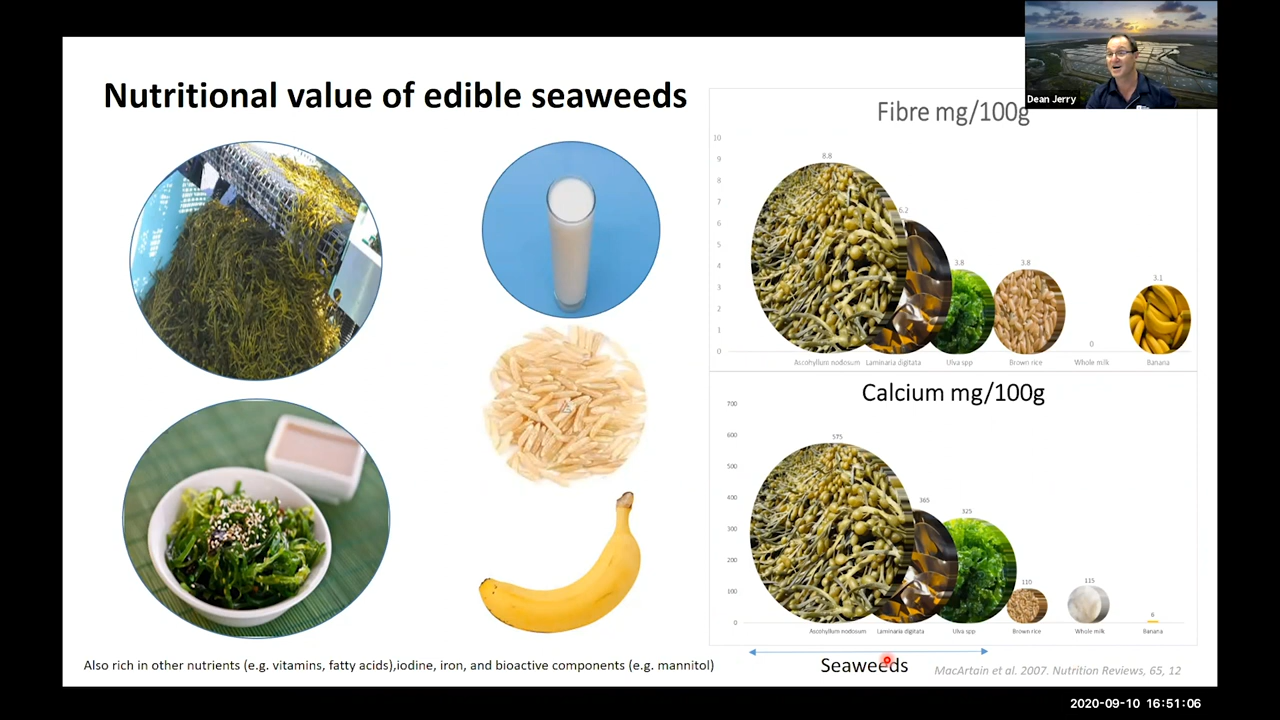 Nutritional value of edible seaweeds
Dean Jerry
Fibre mg/100g
10
9
8
7
6
5
4
3
2
1
0
8.8
6.2
3.8
3.8
0
3.1
Ascohyllum nodosum
Laminaria digitata
Ulva spp
Brown rice
Whole milk
Banana
Calcium mg/100g
700
600
500
400
300
200
100
0
575
365
325
110
115
6
Ascohyllum nodosum
Laminaria digitata
Ulva spp
Brown rice
Whole milk
Banana
Seaweeds
Also rich in other nutrients (e.g. vitamins, fatty acids),iodine, iron, and bioactive components (e.g. mannitol)
MacArtain et al. 2007. Nutrition Reviews, 65, 12
2020-09-10 16:51:06